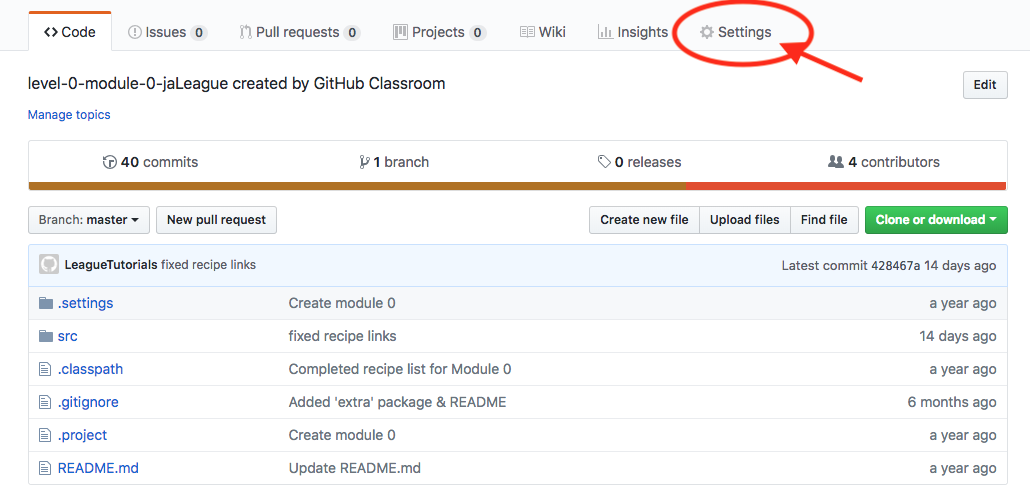 Code Issues 0 Pull requests 0 Projects 0 Wiki Insights Settings
level-0-module-0-jaLeague created by GitHub Classroom Edit
Manage topics
40 commits 1 branch 0 releases 4 contributors
Branch: master New pull request Create new file Upload files Find file Clone or download
LeagueTutorials fixed recipe links Latest commit 428467a 14 days ago
.settings Create module 0 a year ago
src fixed recipe links 14 days ago
.classpath Completed recipe list for Module 0 a year ago
.gitignore Added 'extra' package & README 6 months ago
.project Create module 0 a year ago
README.md Update README.md a year ago